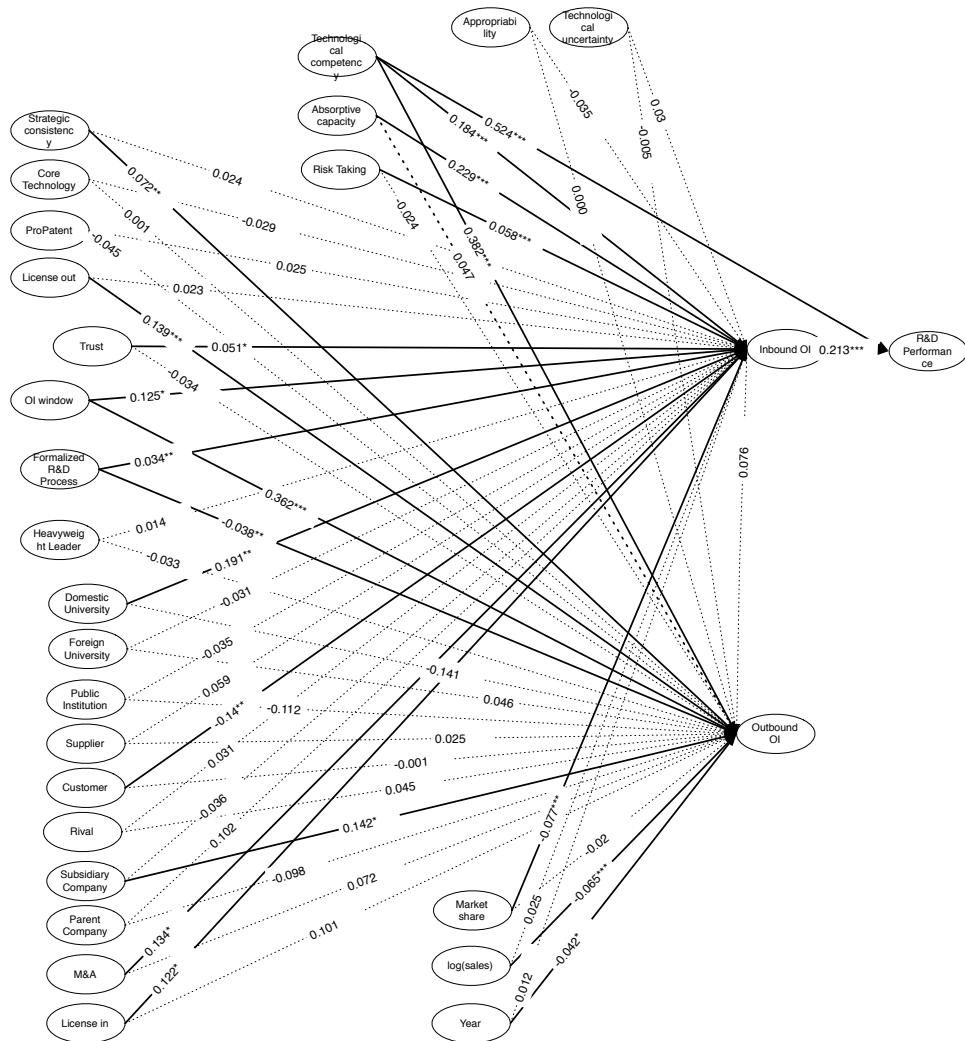 Appropriabi
lity
Technologi
cal
uncertainty
Technologi
cal
competenc
y
Absorptive
capacity
Risk Taking
Strategic
consistenc
y
Core
Technology
ProPatent
License out
Trust
OI window
Formalized
R&D
Process
Heavyweig
ht Leader
Domestic
University
Foreign
University
Public
Institution
Supplier
Customer
Rival
Subsidiary
Company
Parent
Company
M&A
License in
Market
share
log(sales)
Year
Inbound OI
R&D
Performan
ce
Outbound
OI
-0.035
0.03
-0.005
0.000
0.524***
0.184***
0.229***
0.058***
-0.024
0.382***
0.047
0.072**
0.024
0.001
-0.029
-0.045
0.025
0.023
0.139***
0.051*
-0.034
0.125*
0.034**
0.362***
-0.038**
0.014
-0.033
0.191**
-0.031
-0.035
0.059
-0.14**
-0.112
-0.141
0.046
0.025
-0.001
0.031
0.045
-0.036
0.142*
0.102
-0.098
0.072
0.134*
0.101
0.122*
0.213***
0.076
-0.077***
-0.02
0.025
-0.065***
0.012
-0.042*